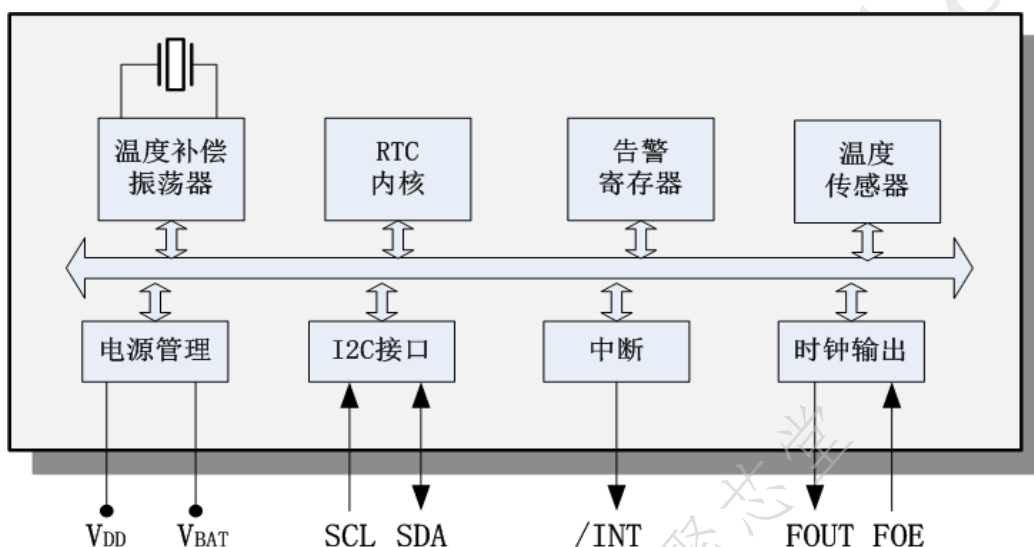 温度补偿
振荡器
RTC
内核
告警
寄存器
温度
传感器
电源管理
I2C接口
中断
时钟输出
VDD
VBAT
SCL
SDA
/INT
FOUT
FOE
芯堂